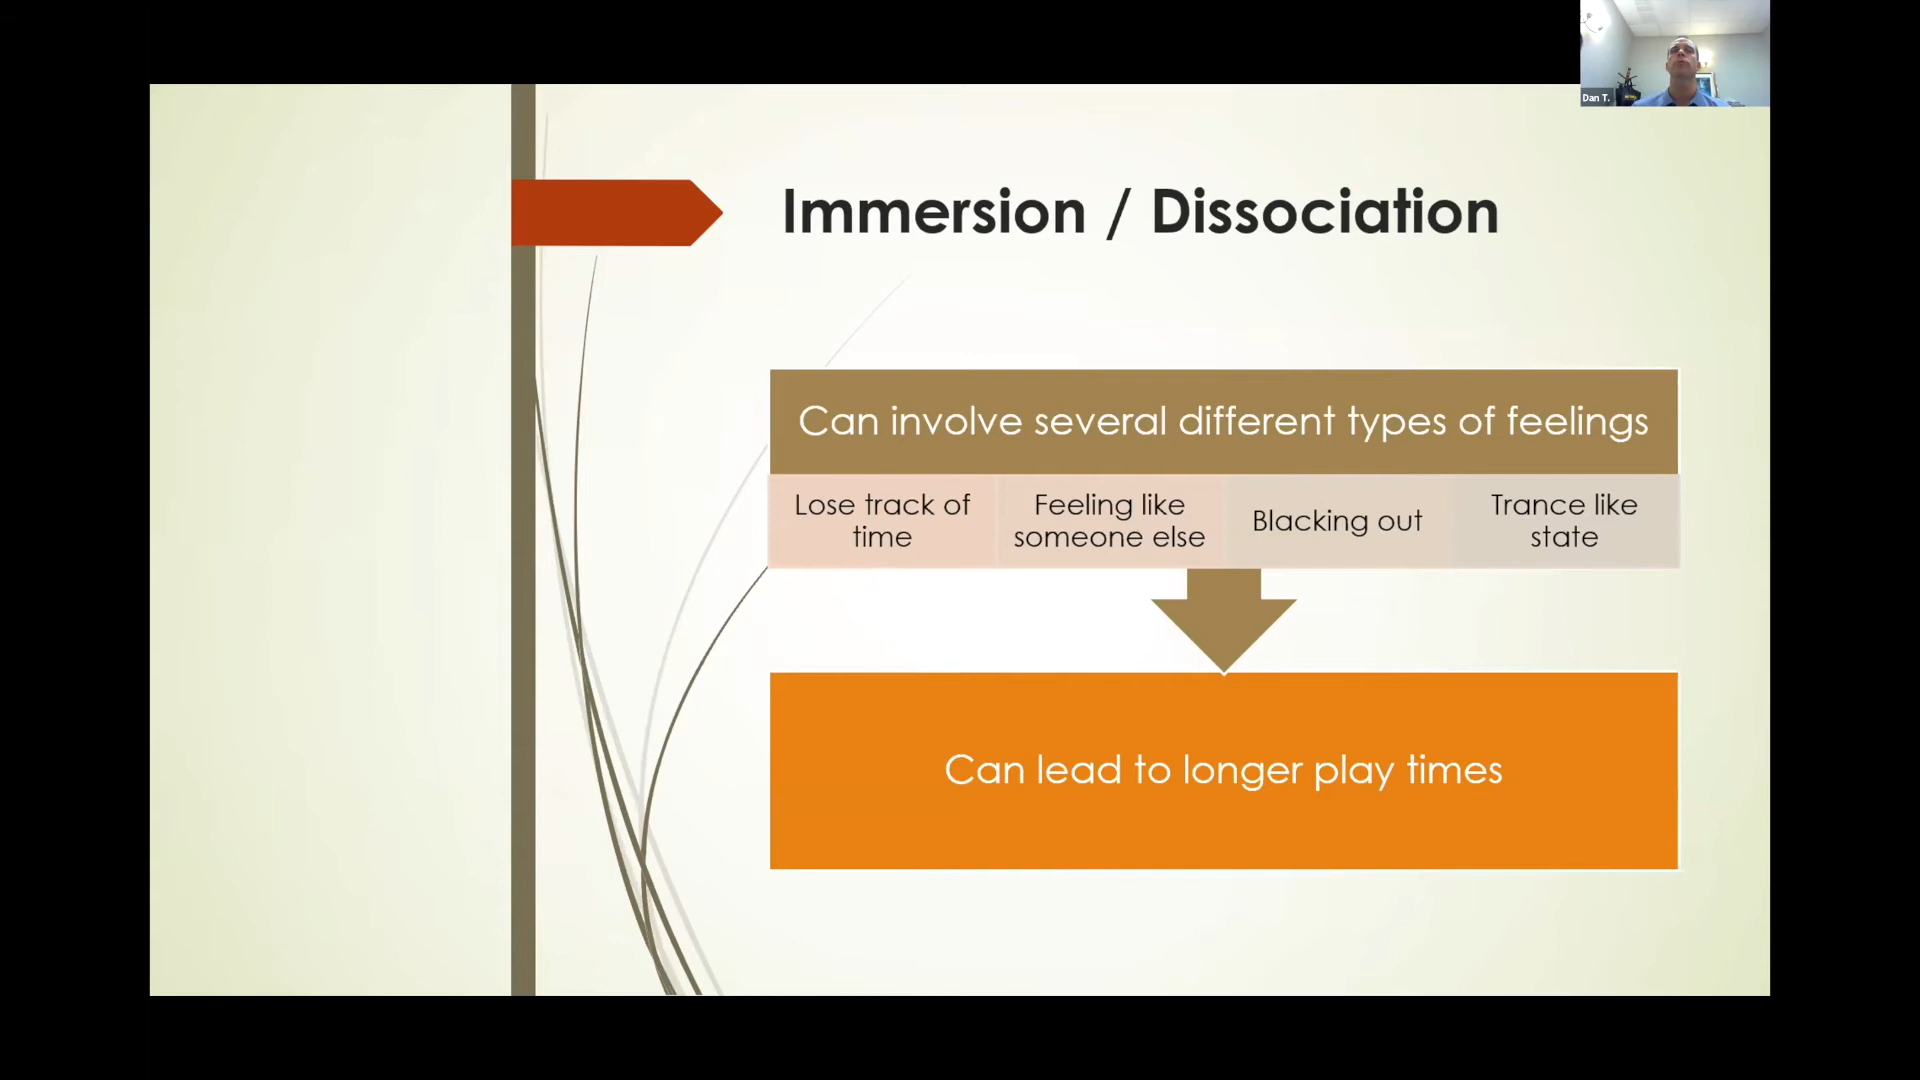 Dan T.
Immersion / Dissociation
Can involve several different types of feelings
Lose track of
time
Feeling like
someone else
Blacking out
Trance like
state
Can lead to longer play times